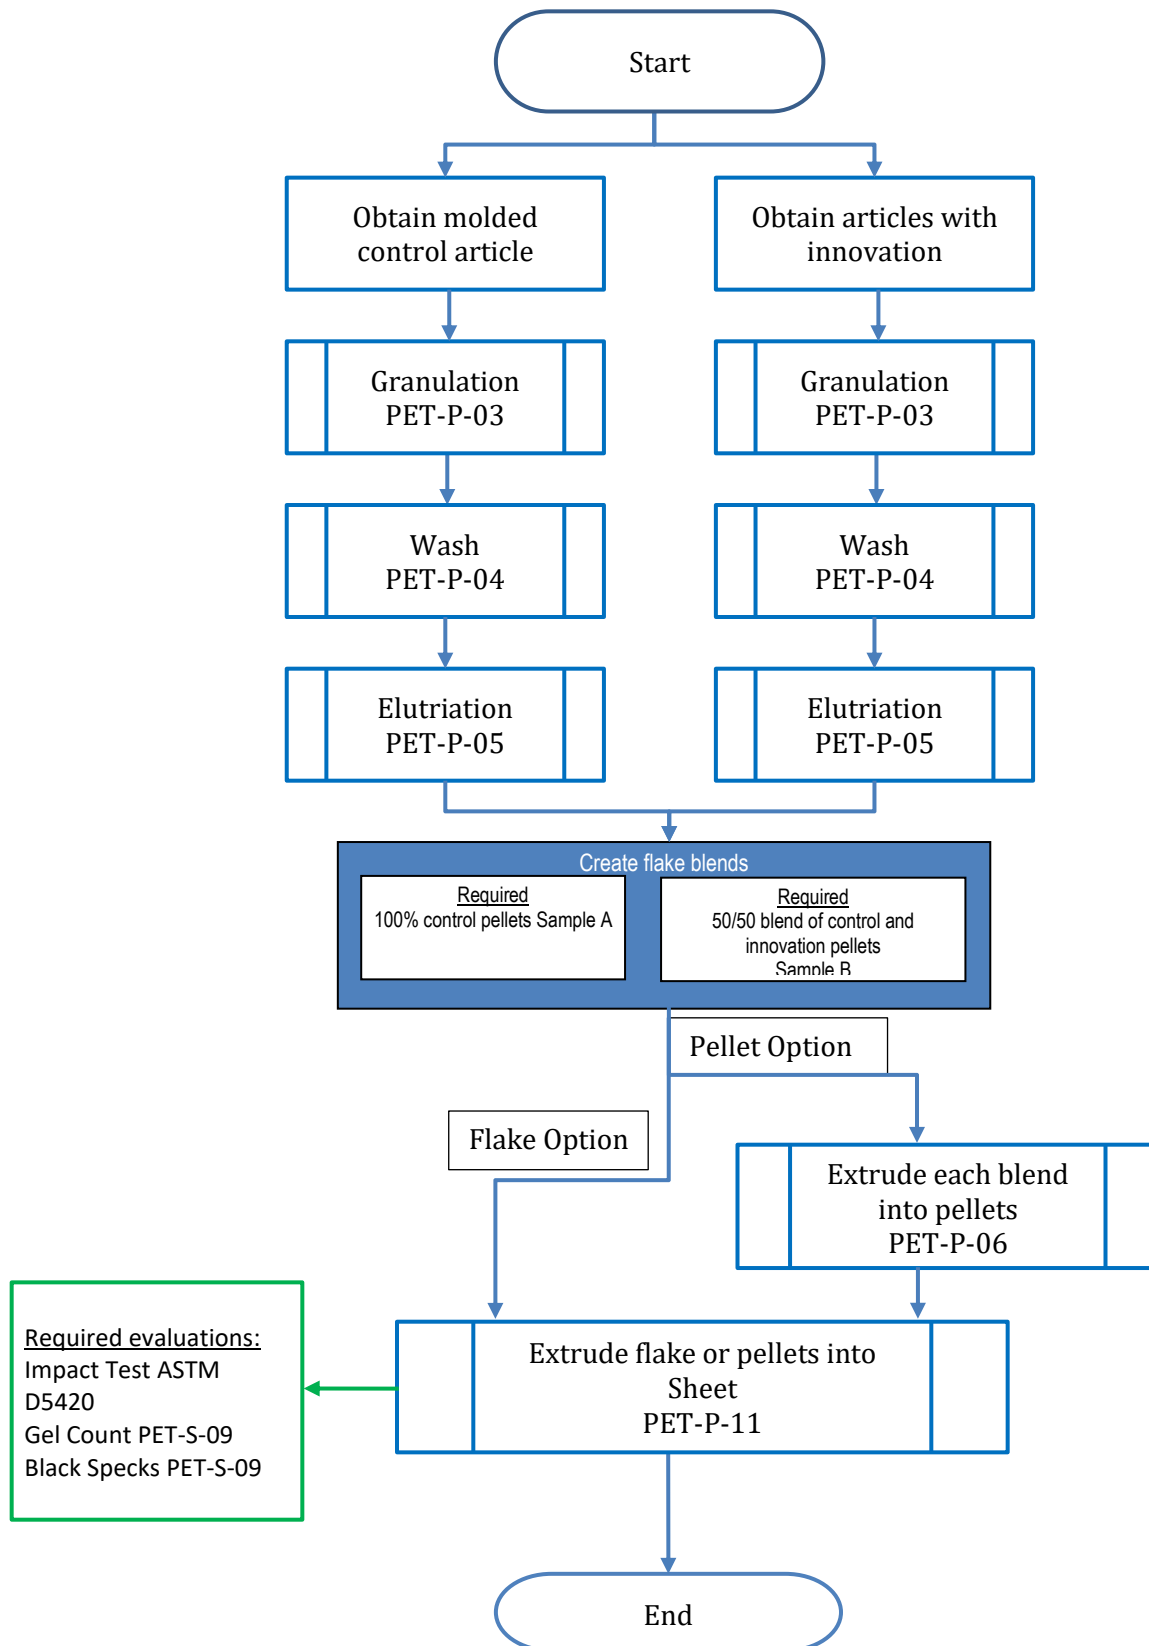 Start
Obtain molded
control article
Obtain articles with
innovation
Granulation
PET-P-03
Granulation
PET-P-03
Wash
PET-P-04
Wash
PET-P-04
Elutriation
PET-P-05
Elutriation
PET-P-05
Create flake blends
Required
100% control pellets Sample A
Required
50/50 blend of control and
innovation pellets
Sample B
Pellet Option
Flake Option
Extrude each blend
into pellets
PET-P-06
Required evaluations:
Impact Test ASTM
D5420
Gel Count PET-S-09
Black Specks PET-S-09
Extrude flake or pellets into
Sheet
PET-P-11
End